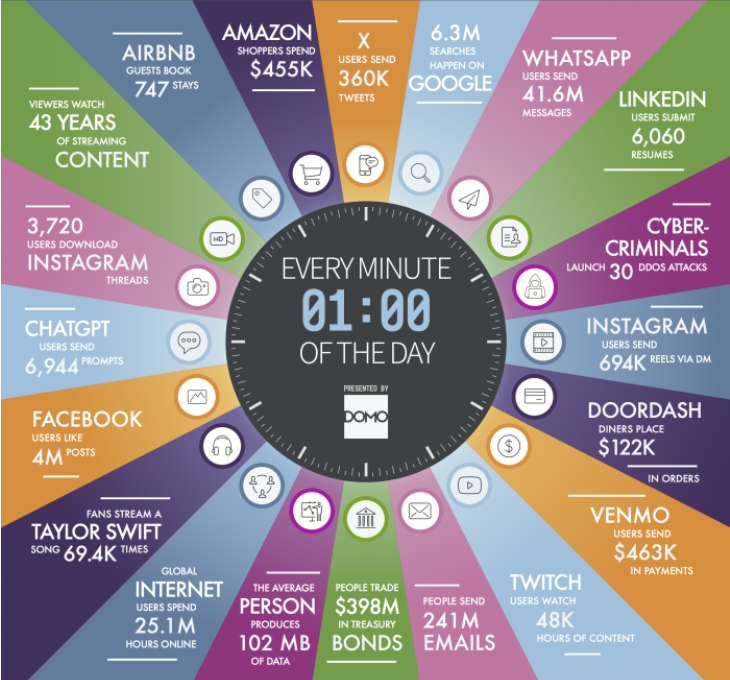 EVERY MINUTE
01:00
OF THE DAY
PRESENTED BY
DOMO
X
USERS SEND
360K
TWEETS
6.3M
SEARCHES
HAPPEN ON
GOOGLE
WHATSAPP
USERS SEND
41.6M
MESSAGES
LINKEDIN
USERS SUBMIT
6,060
RESUMES
CYBER-
CRIMINALS
LAUNCH 30 DDOS ATTACKS
INSTAGRAM
USERS SEND
694K REELS VIA DM
DOORDASH
DINERS PLACE
$122K
IN ORDERS
VENMO
USERS SEND
$463K
IN PAYMENTS
TWITCH
USERS WATCH
48K
HOURS OF CONTENT
PEOPLE SEND
241M
EMAILS
PEOPLE TRADE
$398M
IN TREASURY
BONDS
THE AVERAGE
PERSON
PRODUCES
102 MB
OF DATA
GLOBAL
INTERNET
USERS SPEND
25.1M
HOURS ONLINE
FANS STREAM A
TAYLOR SWIFT
SONG 69.4K TIMES
FACEBOOK
USERS LIKE
4M POSTS
CHATGPT
USERS SEND
6,944 PROMPTS
3,720
USERS DOWNLOAD
INSTAGRAM
THREADS
VIEWERS WATCH
43 YEARS
OF STREAMING
CONTENT
AIRBNB
GUESTS BOOK
747 STAYS
AMAZON
SHOPPERS SPEND
$455K
HD
$